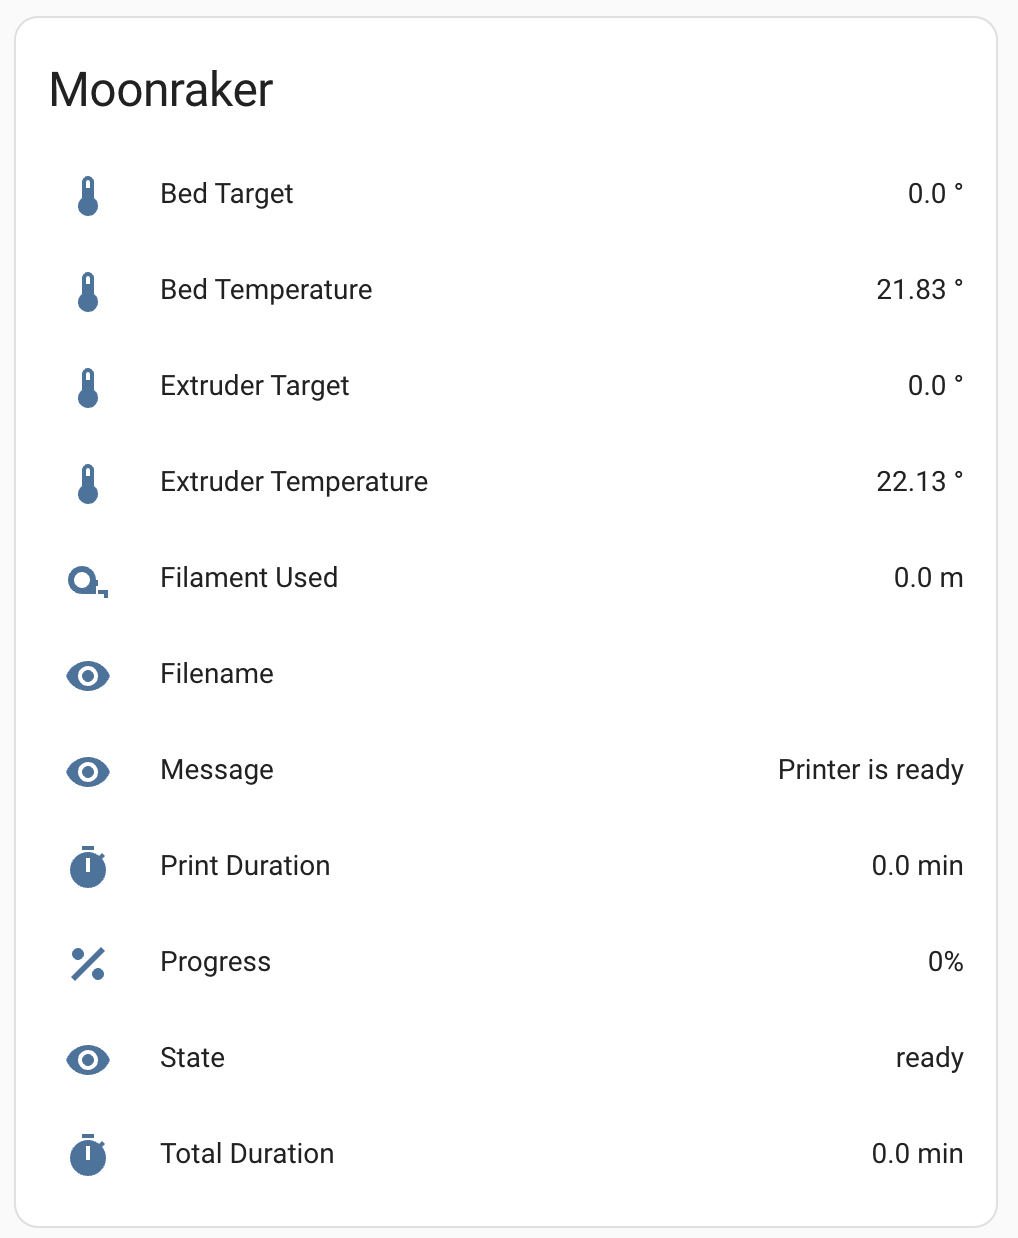 Moonraker
Bed Target 0.0 °
Bed Temperature 21.83 °
Extruder Target 0.0 °
Extruder Temperature 22.13 °
Filament Used 0.0 m
Filename
Message Printer is ready
Print Duration 0.0 min
Progress 0%
State ready
Total Duration 0.0 min